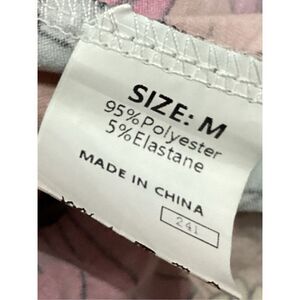 SIZE: M
95%Polyester
5%Elastane
MADE IN CHINA
241